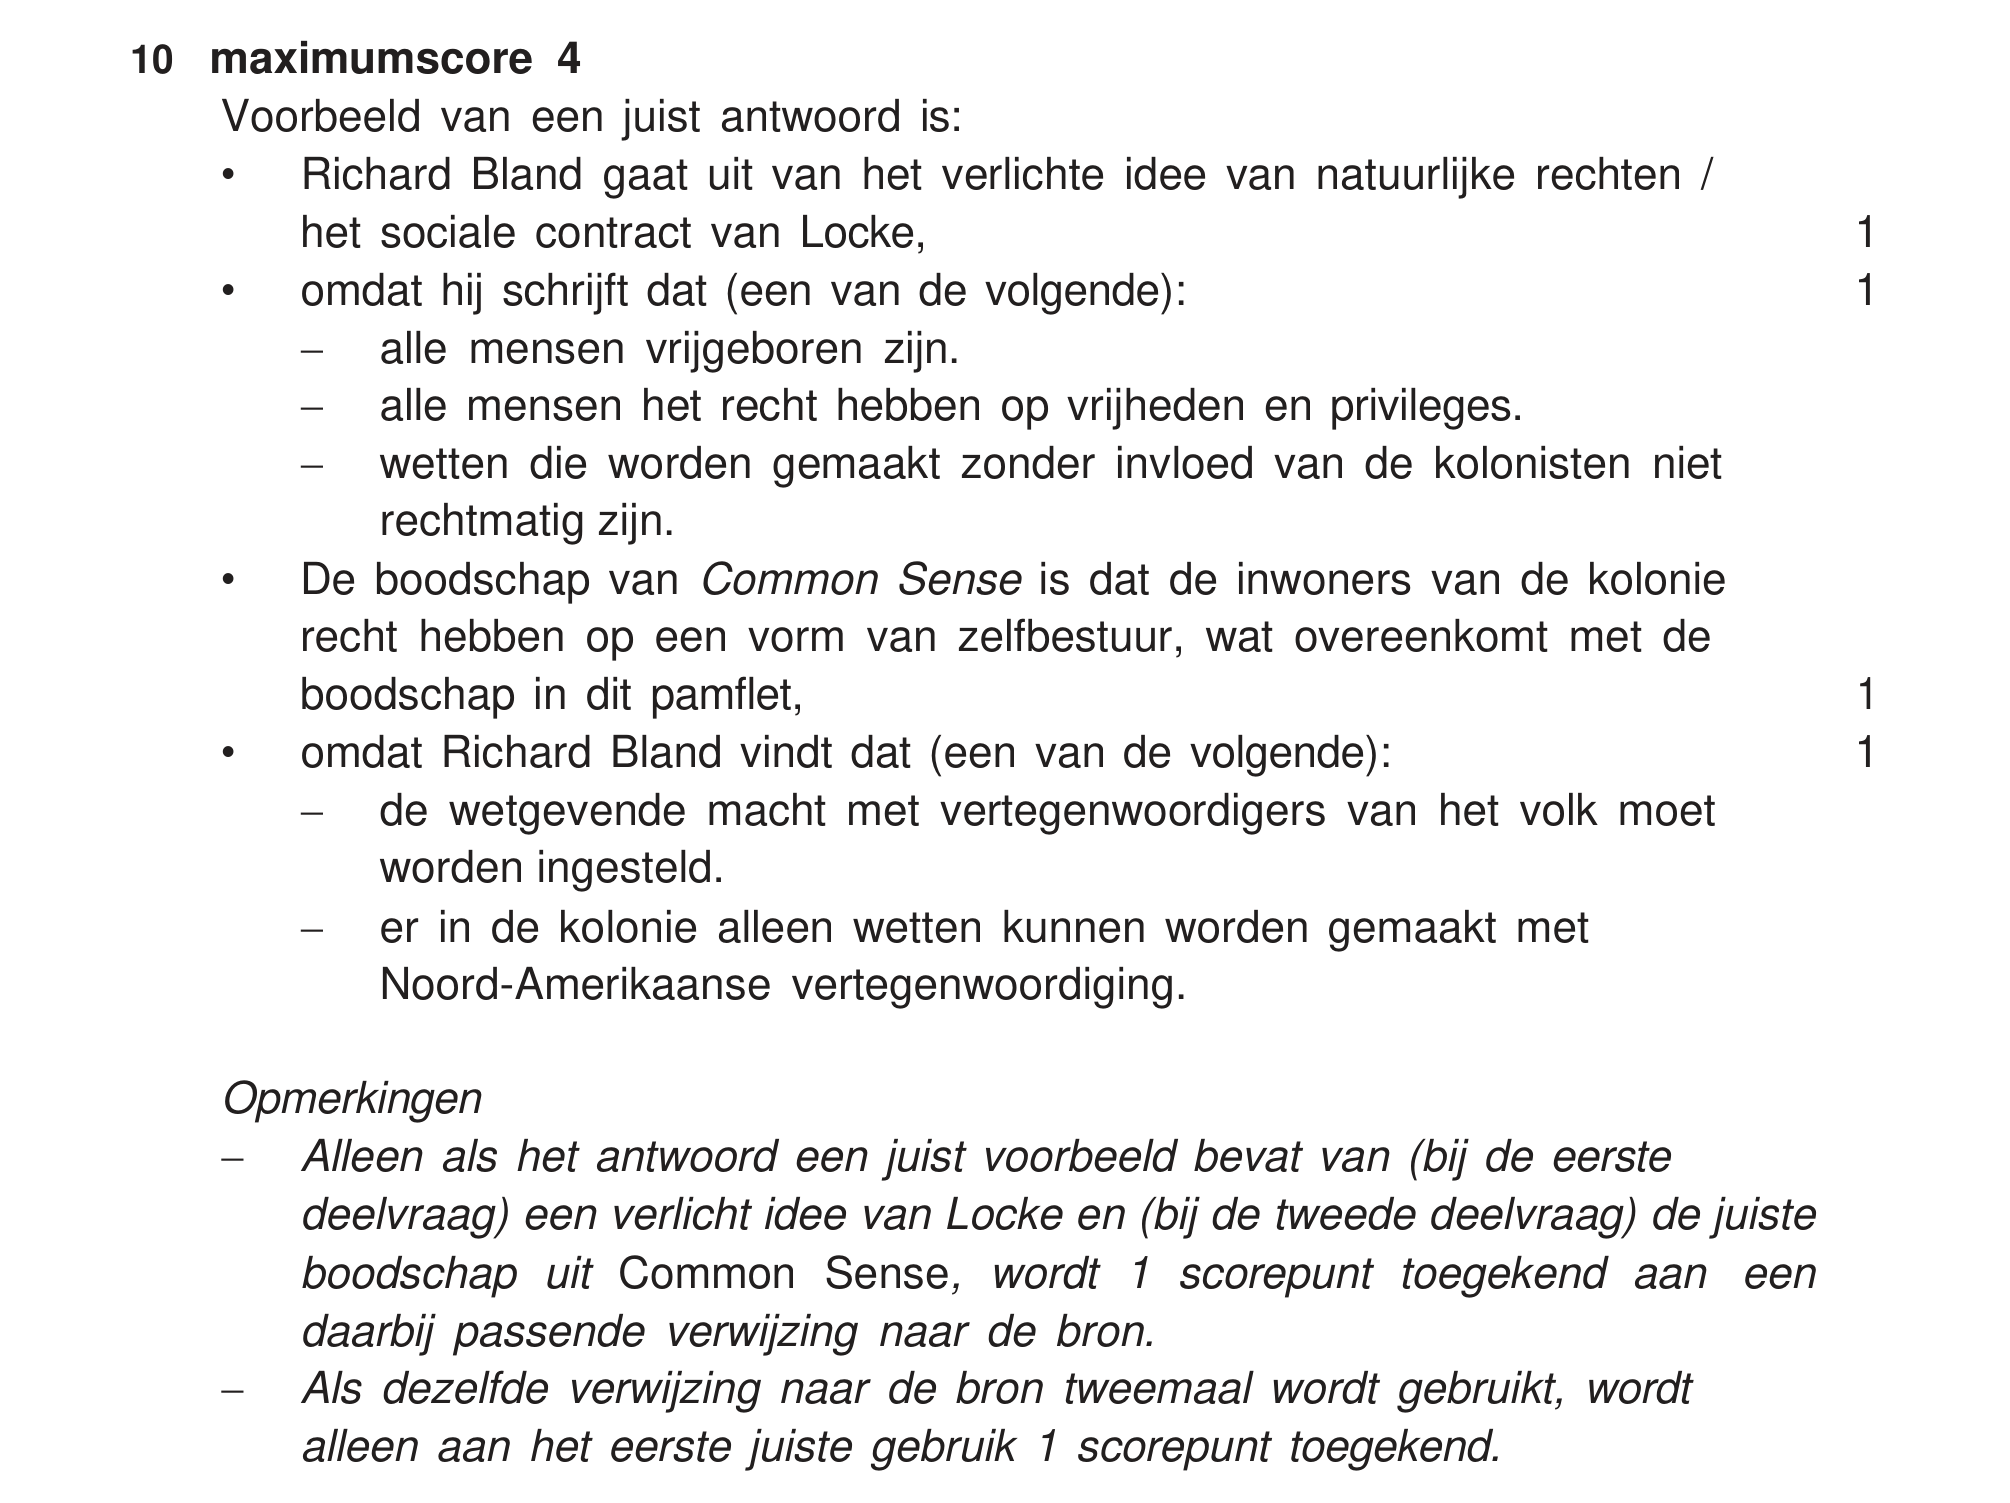 10 maximumscore 4
Voorbeeld van een juist antwoord is:
• Richard Bland gaat uit van het verlichte idee van natuurlijke rechten /
het sociale contract van Locke, 1
• omdat hij schrijft dat (een van de volgende): 1
– alle mensen vrijgeboren zijn.
– alle mensen het recht hebben op vrijheden en privileges.
– wetten die worden gemaakt zonder invloed van de kolonisten niet
rechtmatig zijn.
• De boodschap van Common Sense is dat de inwoners van de kolonie
recht hebben op een vorm van zelfbestuur, wat overeenkomt met de
boodschap in dit pamflet, 1
• omdat Richard Bland vindt dat (een van de volgende): 1
– de wetgevende macht met vertegenwoordigers van het volk moet
worden ingesteld.
– er in de kolonie alleen wetten kunnen worden gemaakt met
Noord-Amerikaanse vertegenwoordiging.
Opmerkingen
– Alleen als het antwoord een juist voorbeeld bevat van (bij de eerste
deelvraag) een verlicht idee van Locke en (bij de tweede deelvraag) de juiste
boodschap uit Common Sense, wordt 1 scorepunt toegekend aan een
daarbij passende verwijzing naar de bron.
– Als dezelfde verwijzing naar de bron tweemaal wordt gebruikt, wordt
alleen aan het eerste juiste gebruik 1 scorepunt toegekend.